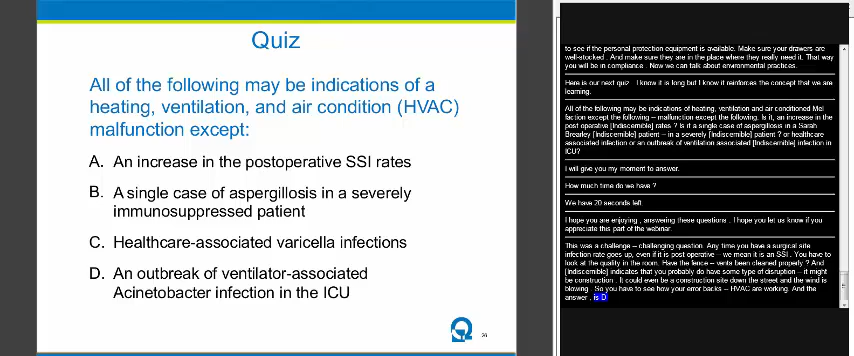 Quiz
All of the following may be indications of a
heating, ventilation, and air condition (HVAC)
malfunction except:
A. An increase in the postoperative SSI rates
B. A single case of aspergillosis in a severely
immunosuppressed patient
C. Healthcare-associated varicella infections
D. An outbreak of ventilator-associated
Acinetobacter infection in the ICU
26
to see if the personal protection equipment is available. Make sure your drawers are
well-stocked . And make sure they are in the place where they really need it. That way
you will be in compliance . Now we can talk about environmental practices.
Here is our next quiz . I know it is long but I know it reinforces the concept that we are
learning.
All of the following may be indications of heating, ventilation and air conditioned Mel
faction except the following – malfunction except the following. Is it, an increase in the
post operative [Indiscernible] rates ? Is it a single case of aspergillosis in a Sarah
Brearley [Indiscernible] patient – in a severely [Indiscernible] patient ? or healthcare
associated infection or an outbreak of ventilation associated [Indiscernible] infection in
ICU?
I will give you my moment to answer.
How much time do we have ?
We have 20 seconds left.
I hope you are enjoying , answering these questions . I hope you let us know if you
appreciate this part of the webinar.
This was a challenge – challenging question. Any time you have a surgical site
infection rate goes up, even if it is post operative – we mean it is an SSI . You have to
look at the quality in the room. Have the fence – vents been cleaned properly ? And
[Indiscernible] indicates that you probably do have some type of disruption – it might
be construction . It could even be a construction site down the street and the wind is
blowing . So you have to see how your error backs – HVAC are working. And the
answer , is D